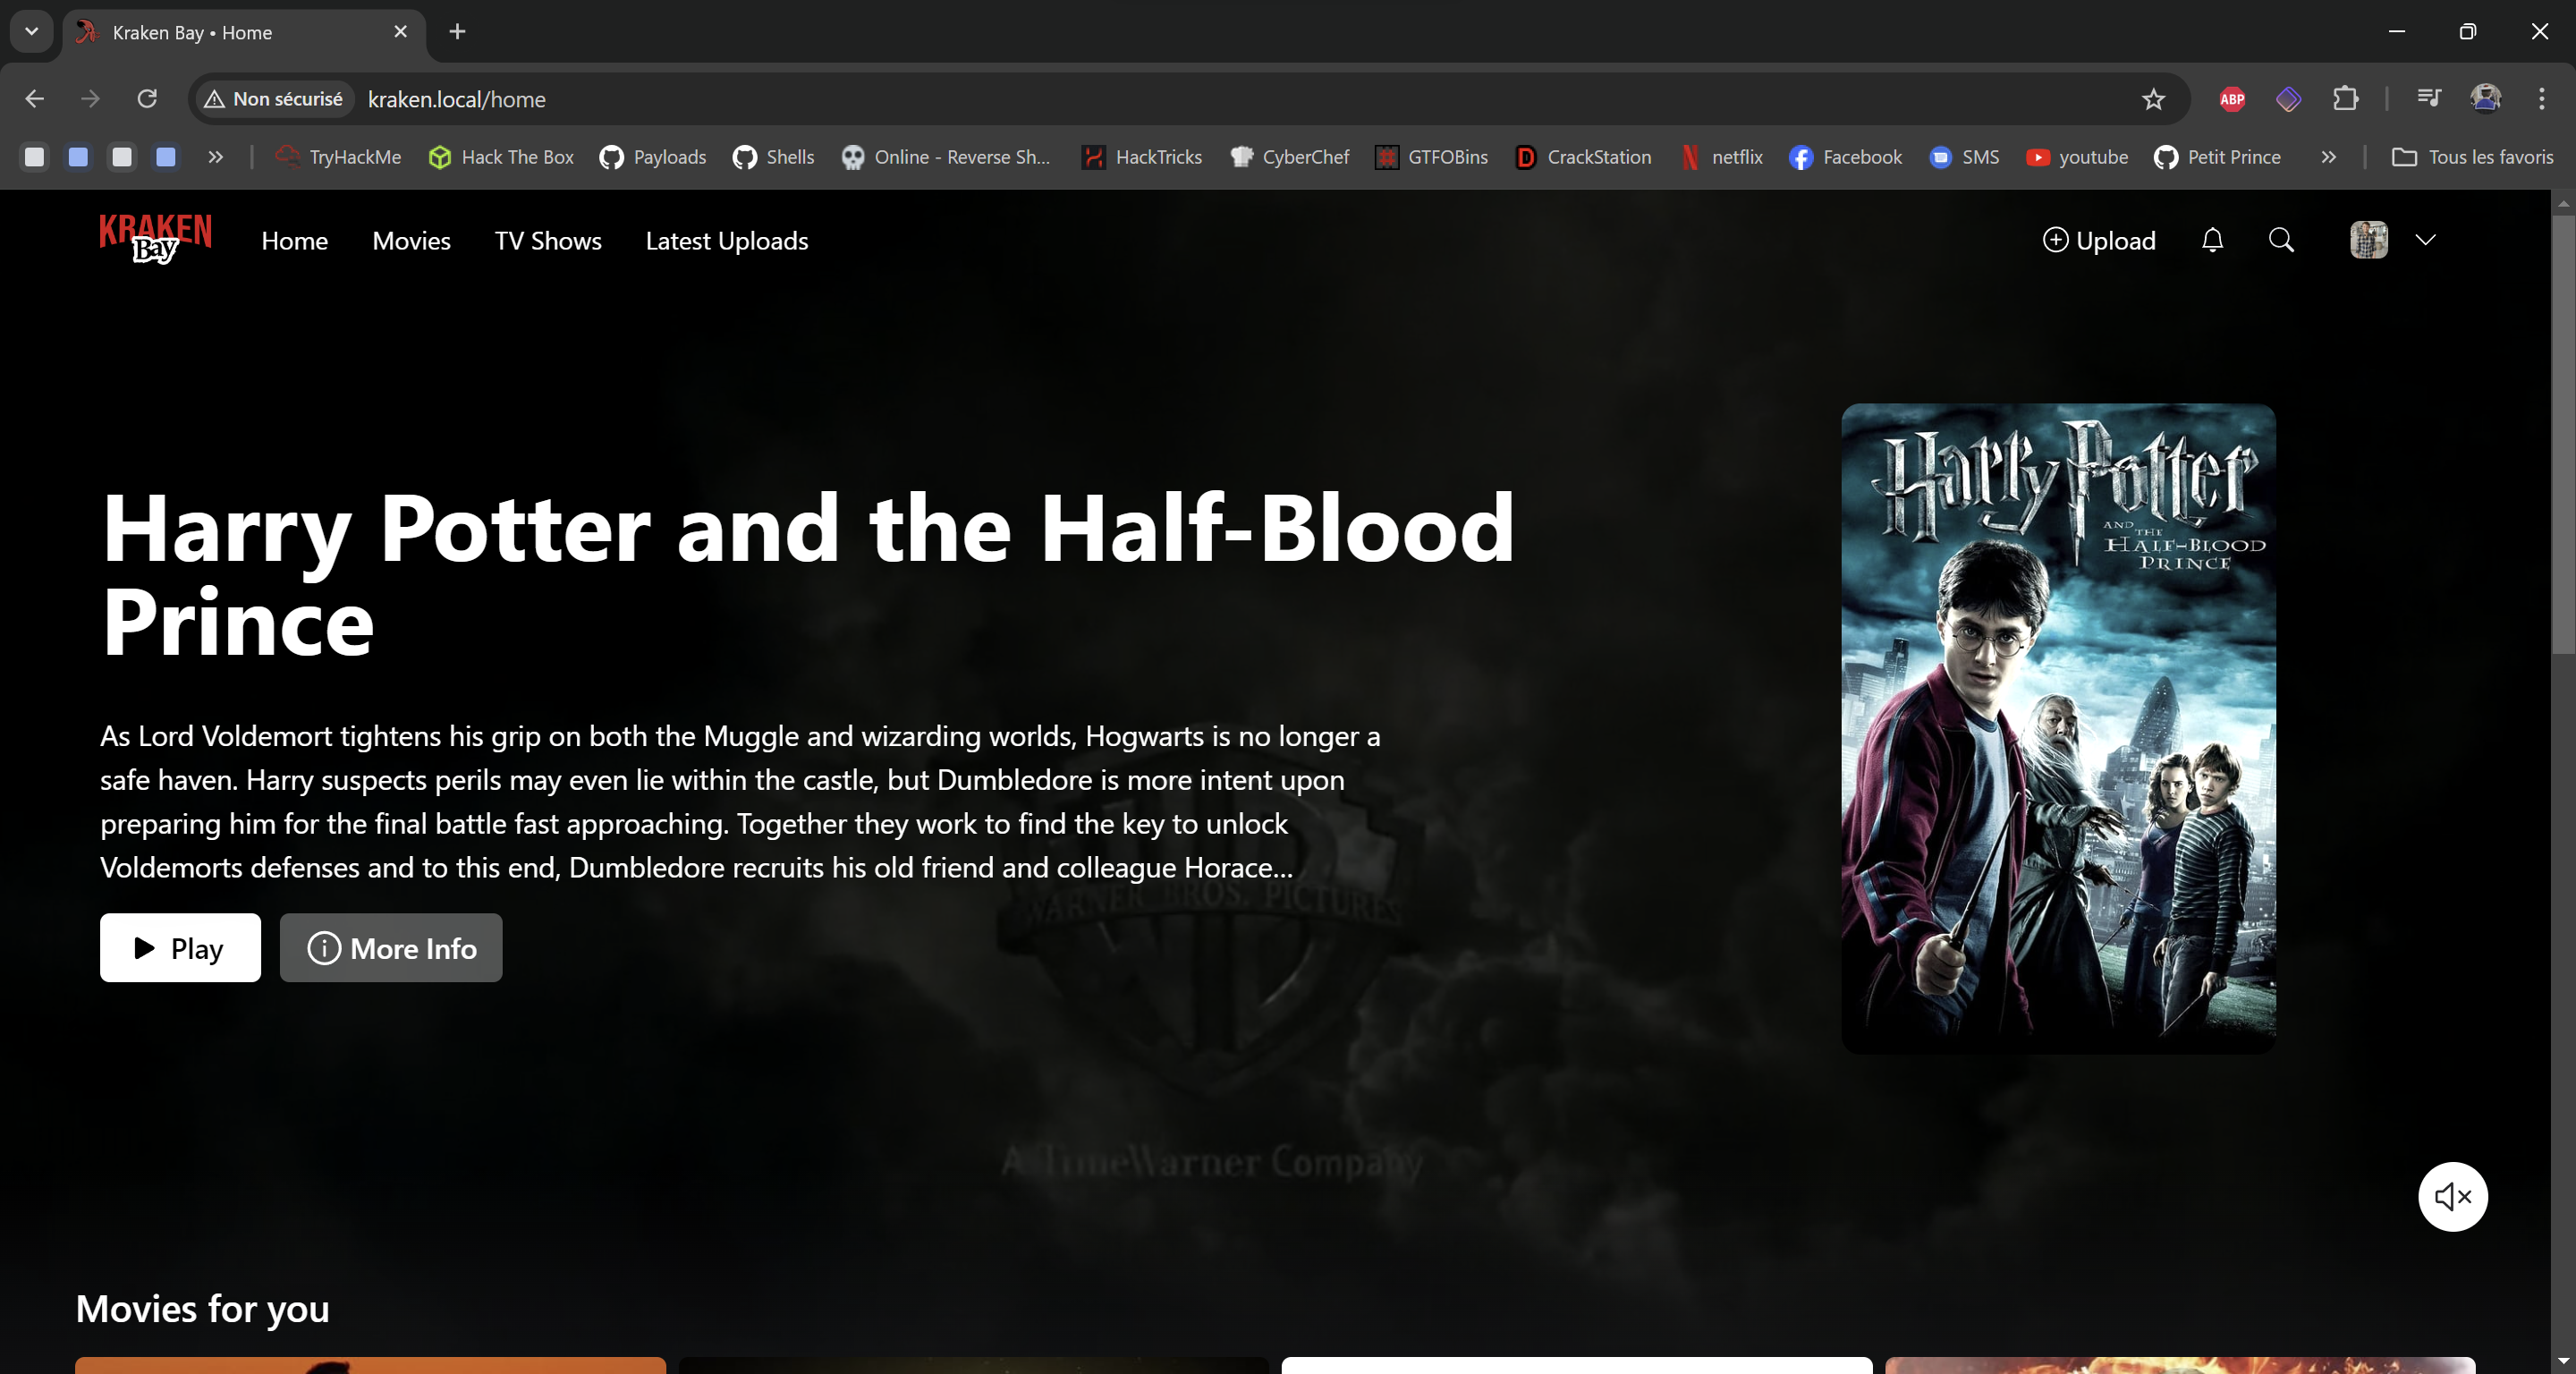 Kraken Bay • Home
Non sécurisé
kraken.local/home
ABP
TryHackMe
Hack The Box
Payloads
Shells
Online - Reverse Sh...
HackTricks
CyberChef
GTFOBins
CrackStation
netflix
Facebook
SMS
youtube
Petit Prince
Tous les favoris
KRAKEN
Bay
Home
Movies
TV Shows
Latest Uploads
Upload
Harry Potter and the Half-Blood
Prince
Harry Potter
AND THE
HALF-BLOOD
PRINCE
As Lord Voldemort tightens his grip on both the Muggle and wizarding worlds, Hogwarts is no longer a
safe haven. Harry suspects perils may even lie within the castle, but Dumbledore is more intent upon
preparing him for the final battle fast approaching. Together they work to find the key to unlock
Voldemorts defenses and to this end, Dumbledore recruits his old friend and colleague Horace...
WARNER BROS. PICTURES
Play
More Info
A TimeWarner Company
Movies for you